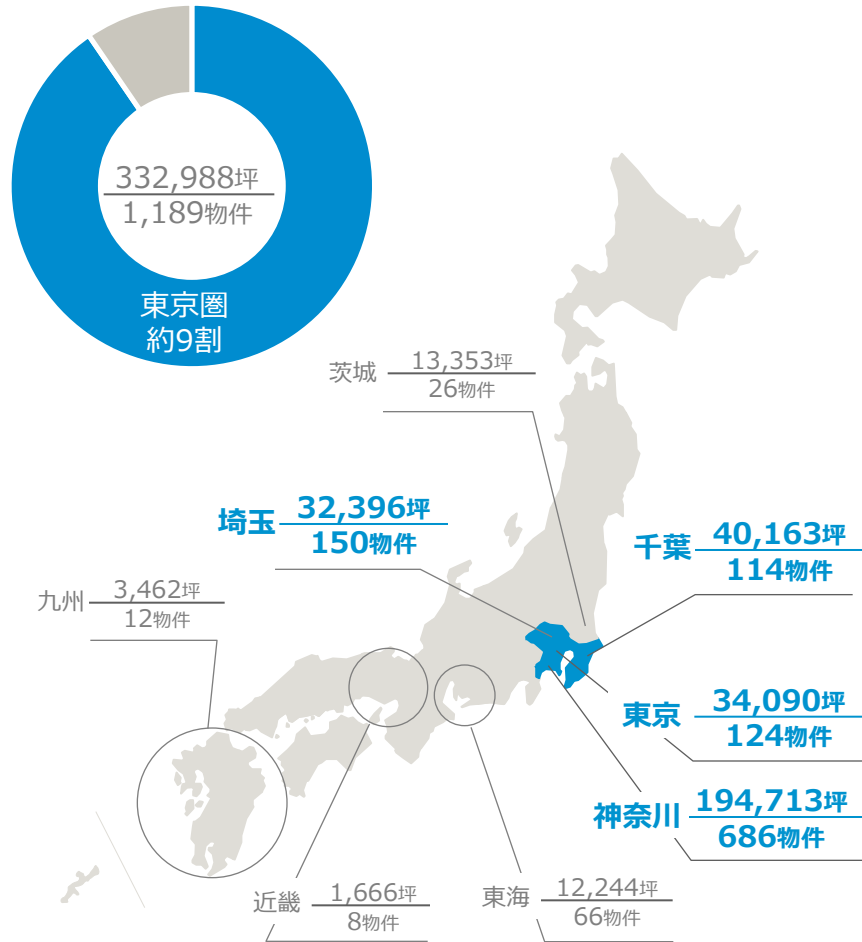 332,988坪
1,189物件
東京圏
約9割
茨城
13,353坪
26物件
埼玉
32,396坪
150物件
千葉
40,163坪
114物件
九州
3,462坪
12物件
東京
34,090坪
124物件
神奈川
194,713坪
686物件
近畿
1,666坪
8物件
東海
12,244坪
66物件